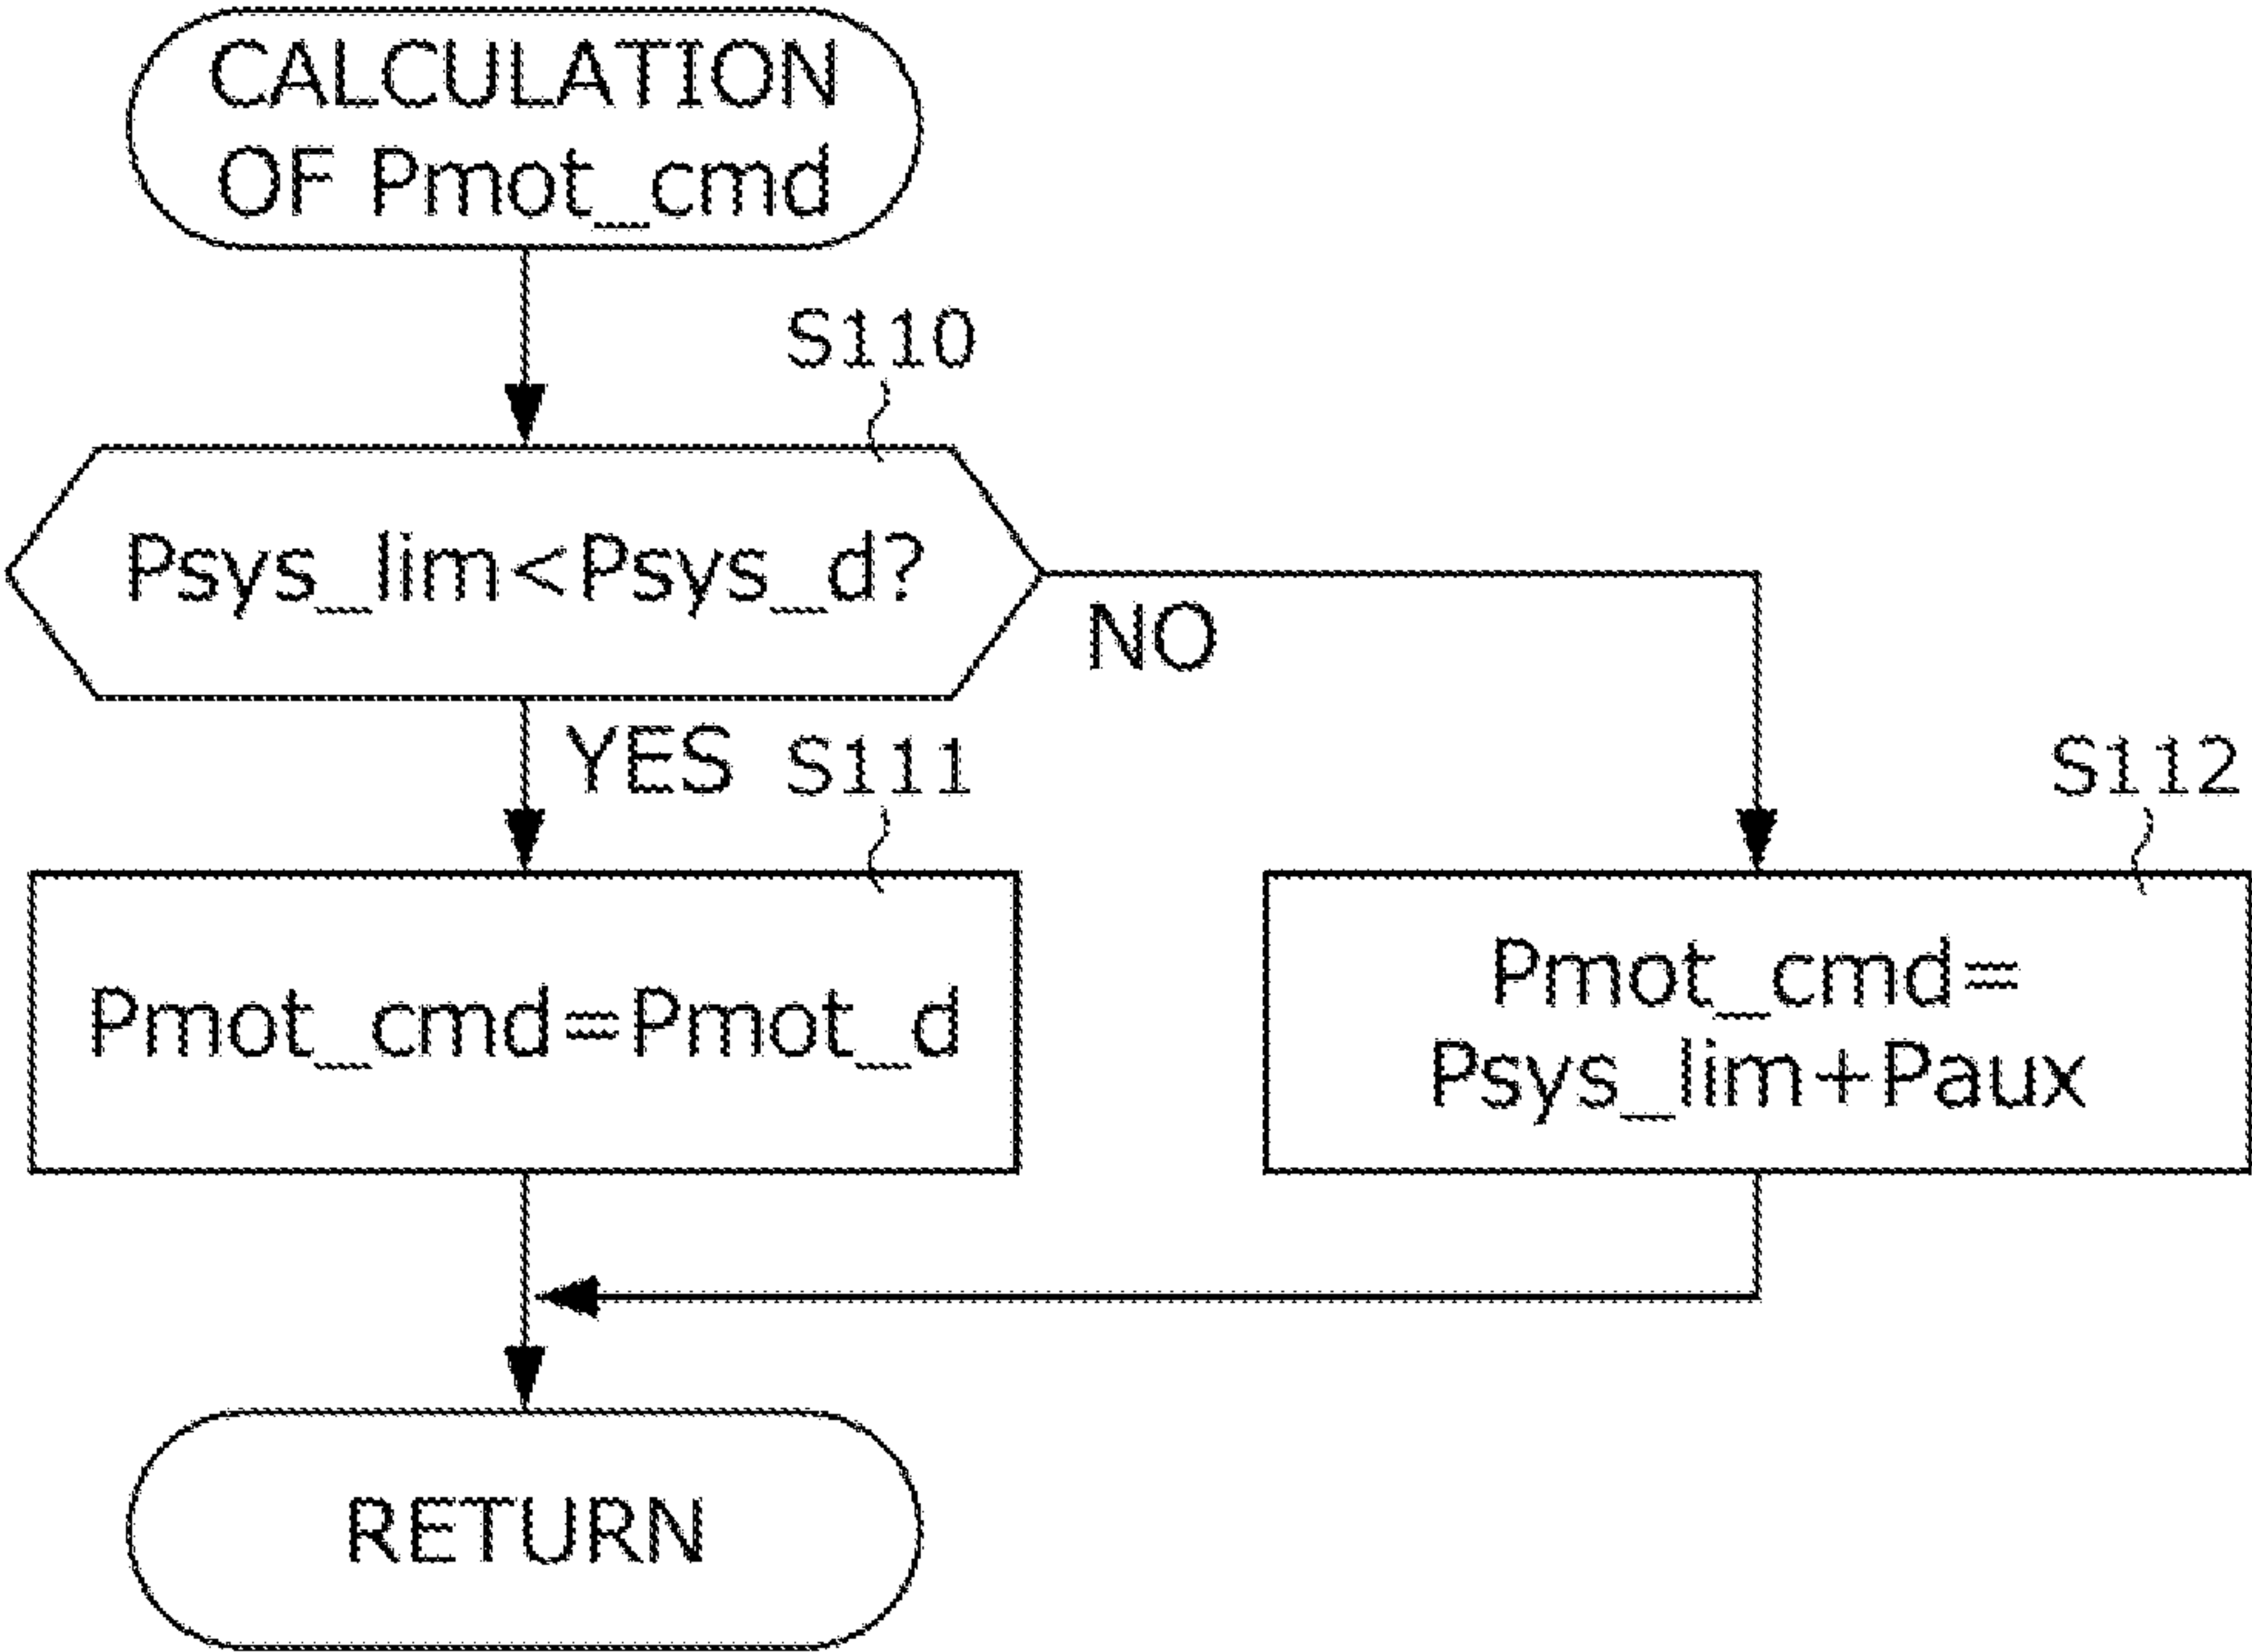 CALCULATION
OF Pmot_cmd
S110
Psys_lim<Psys_d?
NO
YES
S111
S112
Pmot_cmd=Pmot_d
Pmot_cmd=
Psys_lim+Paux
RETURN